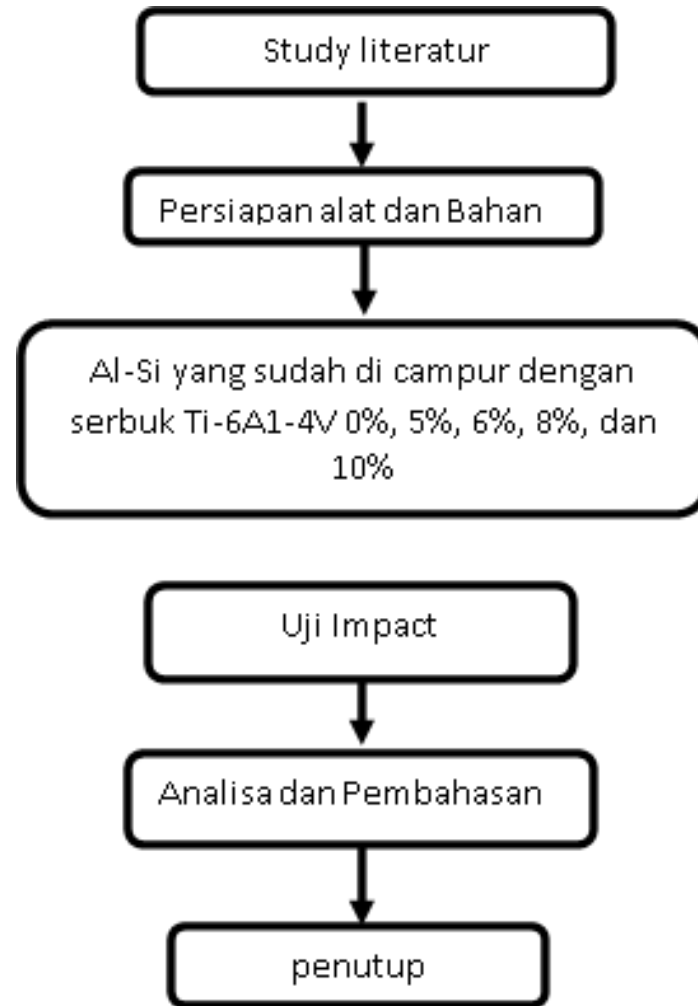 Study literatur
Persiapan alat dan Bahan
Al-Si yang sudah di campur dengan
serbuk Ti-6A1-4V 0%, 5%, 6%, 8%, dan
10%
Uji Impact
Analisa dan Pembahasan
penutup